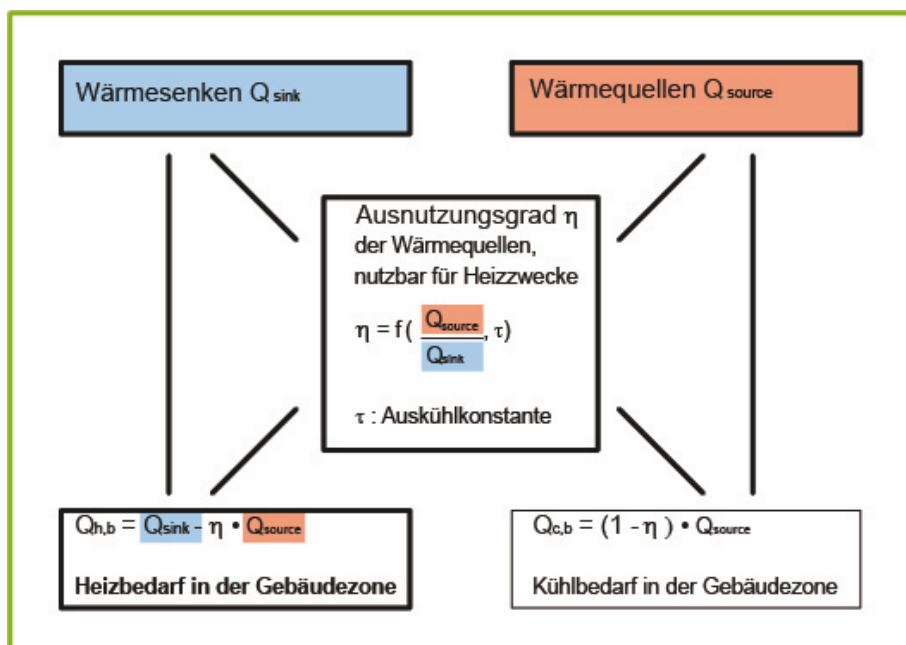 Wärmesenken Q sink
Wärmequellen Q source
Ausnutzungsgrad η
der Wärmequellen,
nutzbar für Heizzwecke
η = f( Qsource / Qsink , τ)
τ : Auskühlkonstante
Qh,b = Qsink - η • Qsource
Heizbedarf in der Gebäudezone
Qc,b = (1 - η ) • Qsource
Kühlbedarf in der Gebäudezone